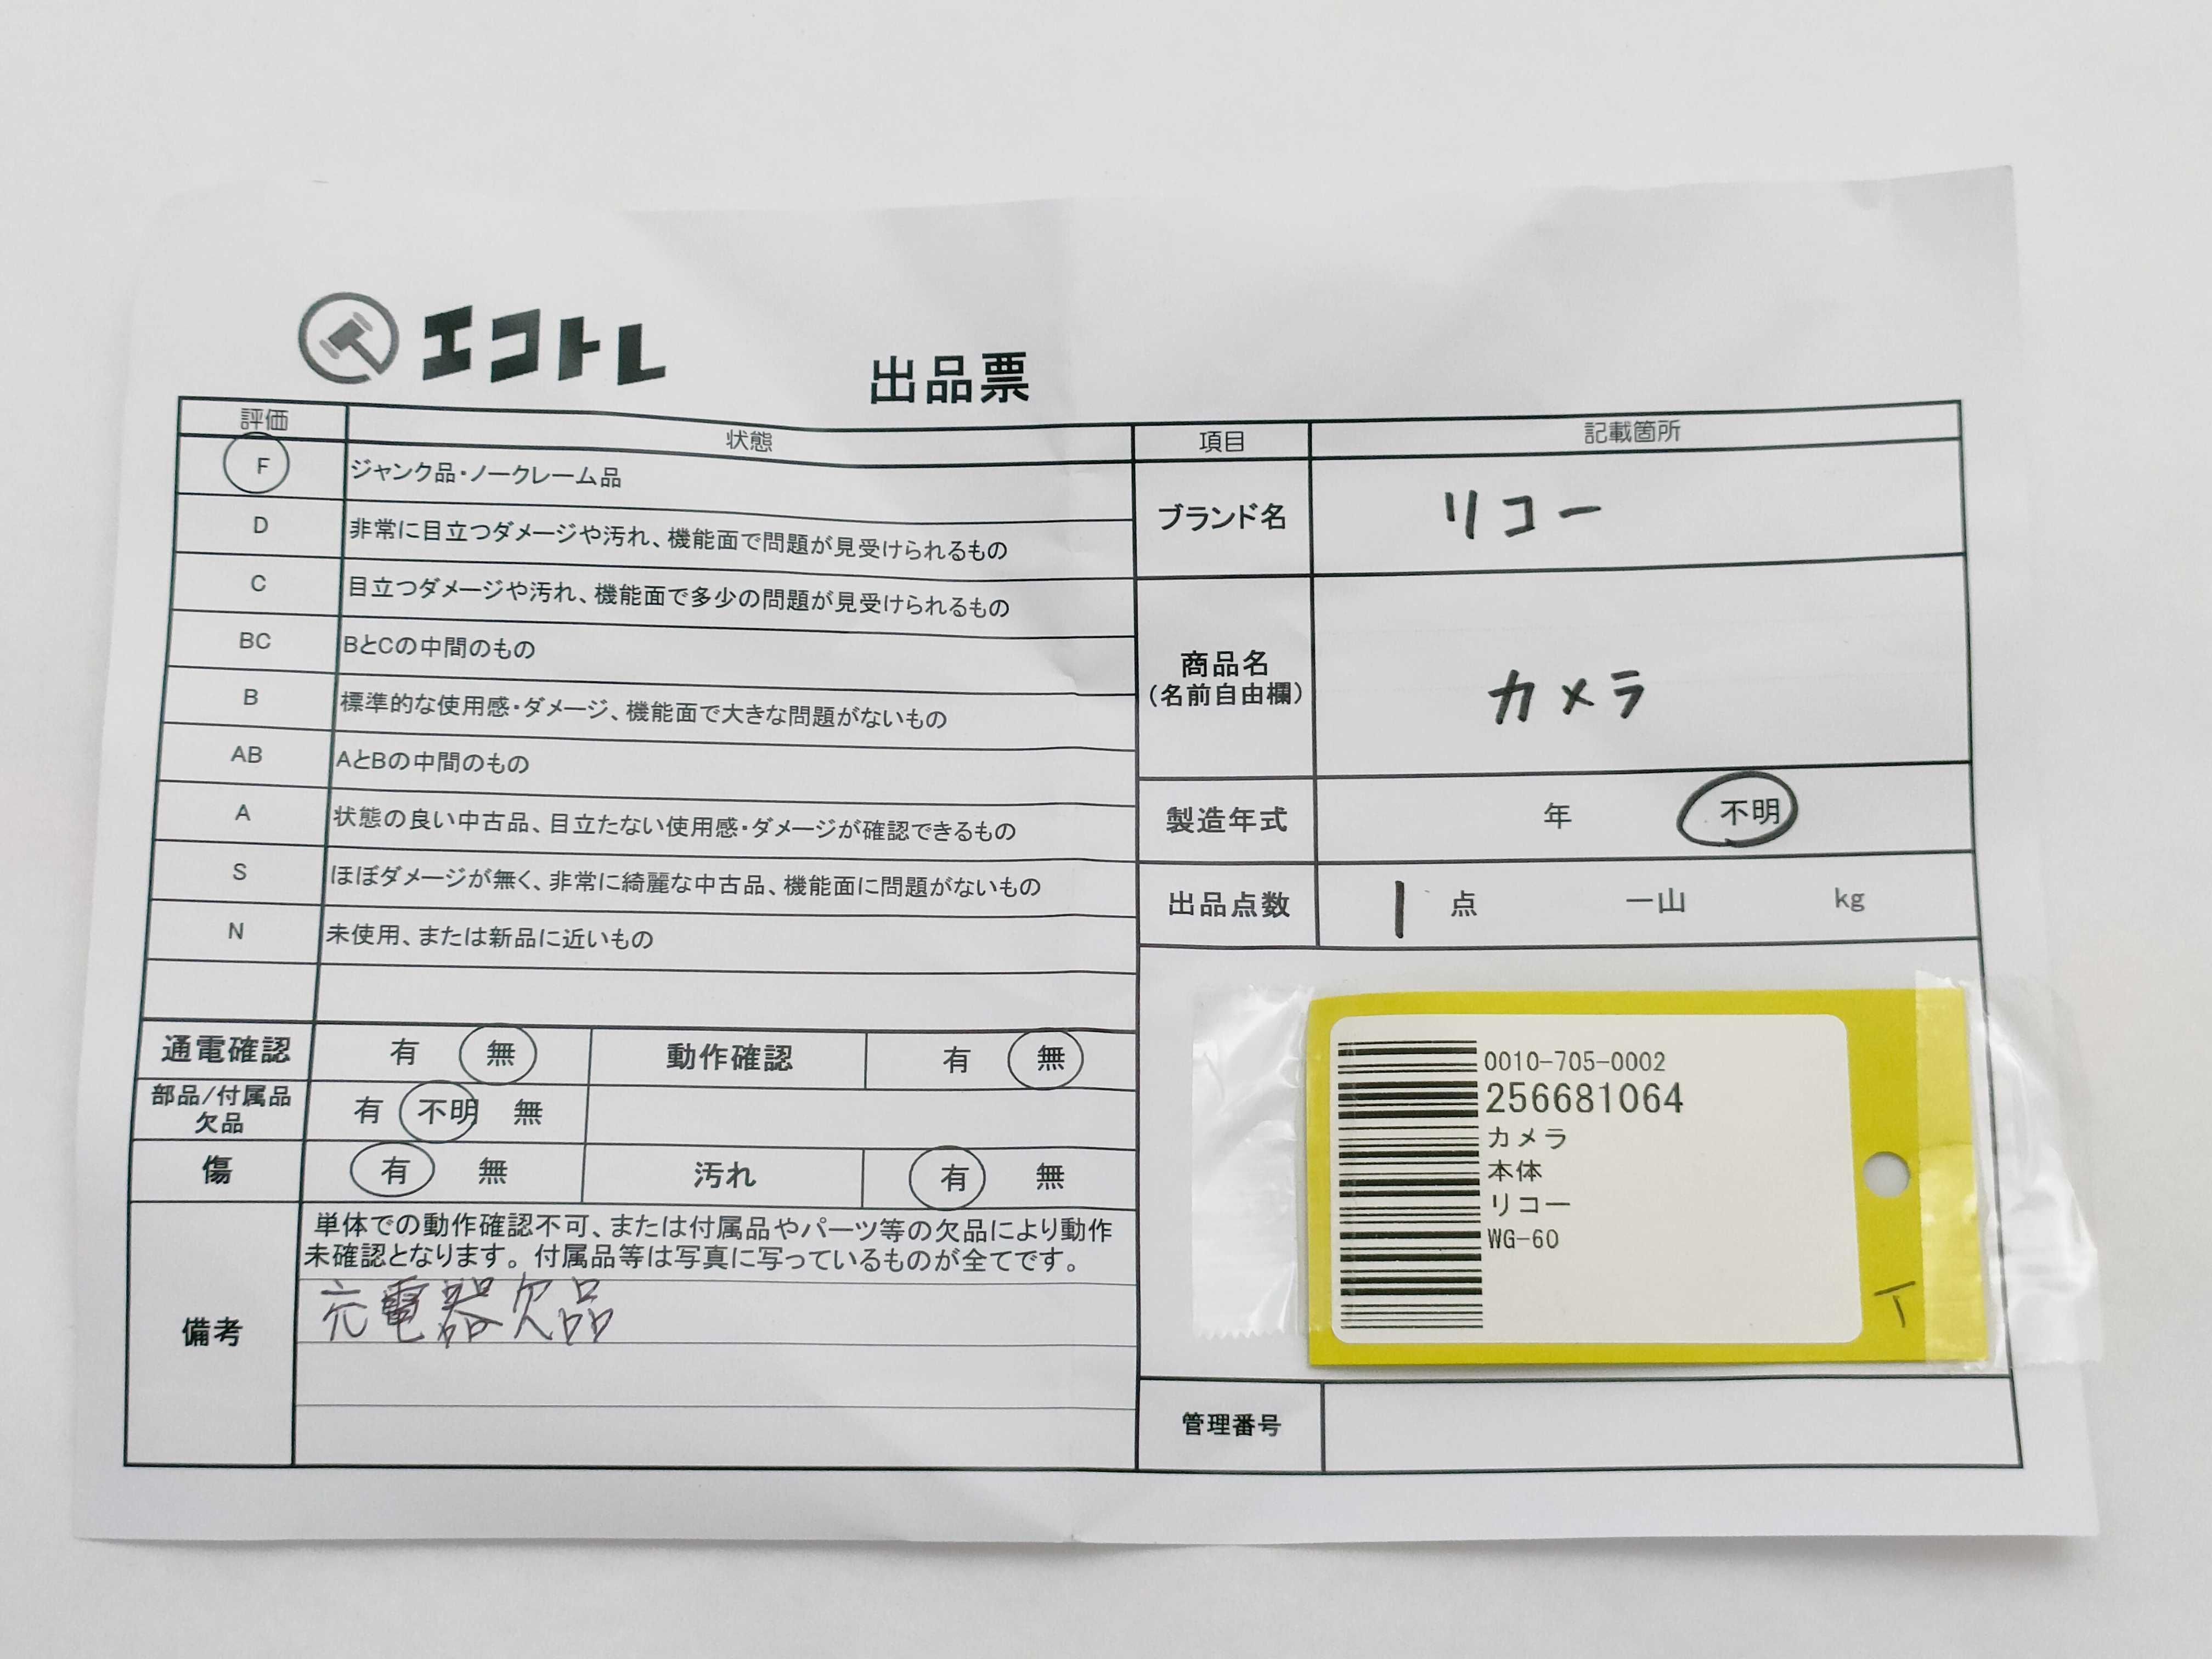 エコトレ
出品票
評価 状態
F ジャンク品・ノークレーム品
D 非常に目立つダメージや汚れ、機能面で問題が見受けられるもの
C 目立つダメージや汚れ、機能面で多少の問題が見受けられるもの
BC BとCの中間のもの
B 標準的な使用感・ダメージ、機能面で大きな問題がないもの
AB AとBの中間のもの
A 状態の良い中古品、目立たない使用感・ダメージが確認できるもの
S ほぼダメージが無く、非常に綺麗な中古品、機能面に問題がないもの
N 未使用、または新品に近いもの
通電確認 有 無 動作確認 有 無
部品/付属品
欠品
有 不明 無
傷 有 無 汚れ 有 無
備考
単体での動作確認不可、または付属品やパーツ等の欠品により動作
未確認となります。付属品等は写真に写っているものが全てです。
充電器欠品
項目 記載箇所
ブランド名 リコー
商品名
(名前自由欄)
カメラ
製造年式 年 不明
出品点数 1 点 一山 kg
0010-705-0002
256681064
カメラ
本体
リコー
WG-60
T
管理番号